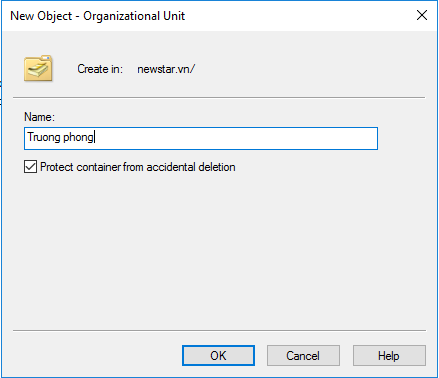 New Object - Organizational Unit
Create in: newstar.vn/
Name:
Truong phong
Protect container from accidental deletion
OK Cancel Help